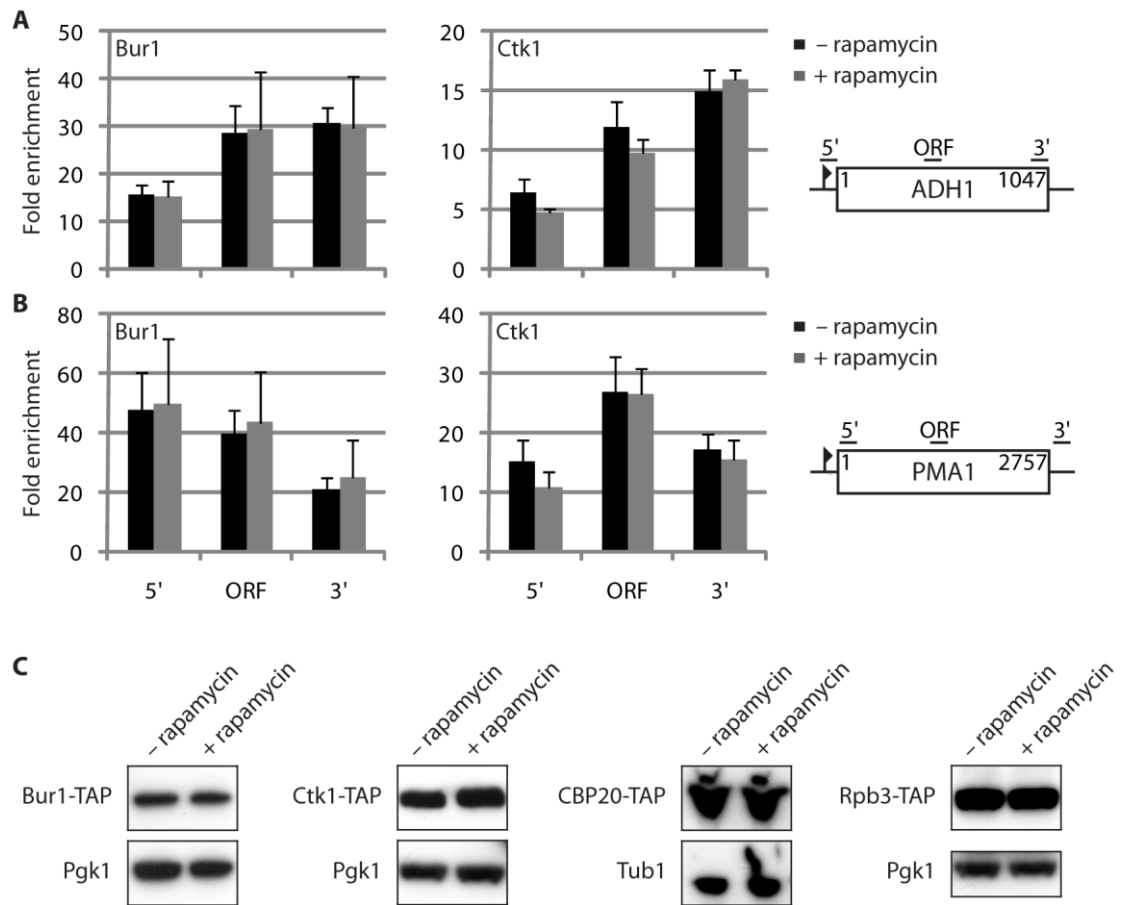 A
Fold enrichment
Bur1
50
40
30
20
10
0
Ctk1
20
15
10
5
0
– rapamycin
+ rapamycin
5' ORF 3'
1 1047
ADH1
B
Fold enrichment
Bur1
80
60
40
20
0
5' ORF 3'
Ctk1
40
30
20
10
0
5' ORF 3'
– rapamycin
+ rapamycin
5' ORF 3'
1 2757
PMA1
C
– rapamycin
+ rapamycin
Bur1-TAP
Pgk1
– rapamycin
+ rapamycin
Ctk1-TAP
Pgk1
– rapamycin
+ rapamycin
CBP20-TAP
Tub1
– rapamycin
+ rapamycin
Rpb3-TAP
Pgk1